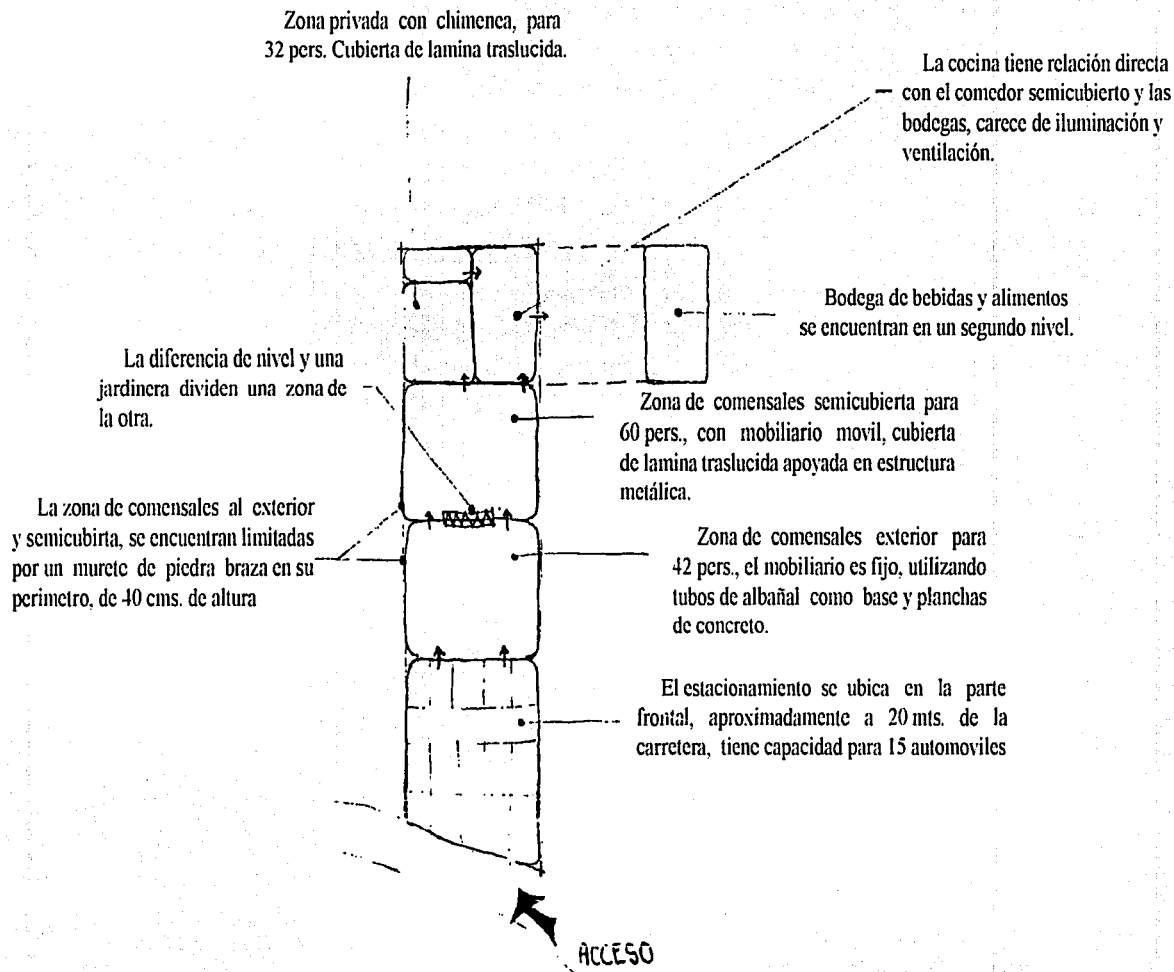 Zona privada con chimenea, para
32 pers. Cubierta de lamina traslucida.
La cocina tiene relación directa
con el comedor semicubierto y las
bodegas, carece de iluminación y
ventilación.
Bodega de bebidas y alimentos
se encuentran en un segundo nivel.
La diferencia de nivel y una
jardinera dividen una zona de
la otra.
Zona de comensales semicubierta para
60 pers., con mobiliario movil, cubierta
de lamina traslucida apoyada en estructura
metálica.
La zona de comensales al exterior
y semicubirta, se encuentran limitadas
por un murete de piedra braza en su
perimetro, de 40 cms. de altura
Zona de comensales exterior para
42 pers., el mobiliario es fijo, utilizando
tubos de albañal como base y planchas
de concreto.
El estacionamiento se ubica en la parte
frontal, aproximadamente a 20 mts. de la
carretera, tiene capacidad para 15 automoviles
ACCESO